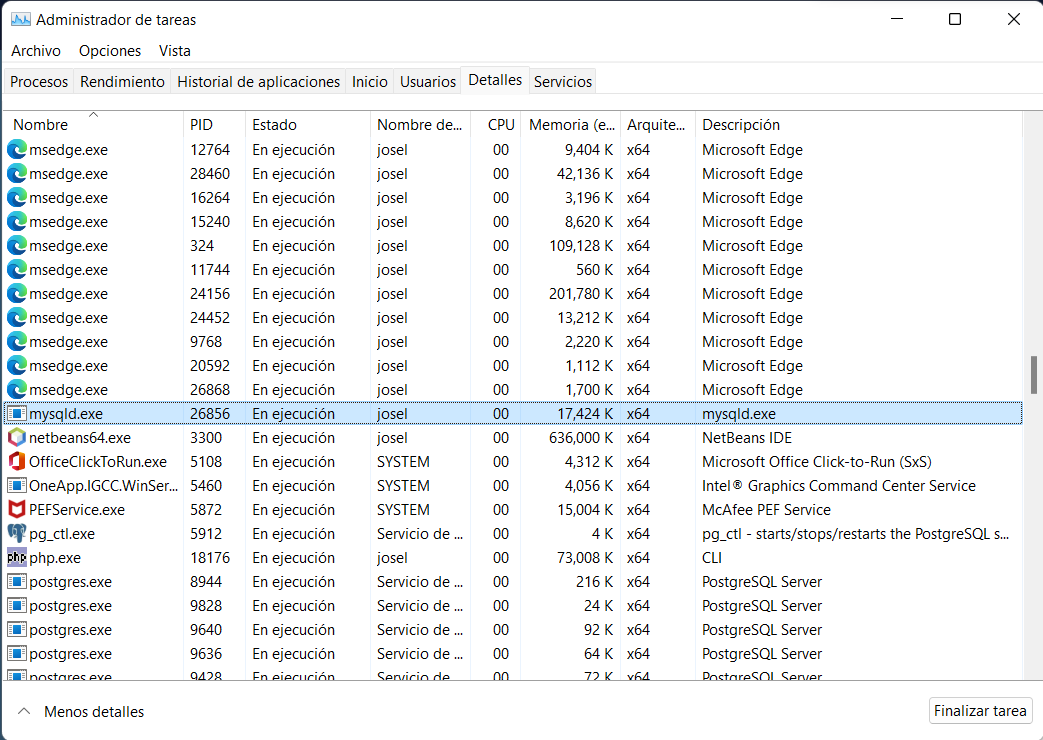 Administrador de tareas
Archivo Opciones Vista
Procesos Rendimiento Historial de aplicaciones Inicio Usuarios Detalles Servicios
Nombre PID Estado Nombre de... CPU Memoria (e... Arquite... Descripción
msedge.exe 12764 En ejecución josel 00 9,404 K x64 Microsoft Edge
msedge.exe 28460 En ejecución josel 00 42,136 K x64 Microsoft Edge
msedge.exe 16264 En ejecución josel 00 3,196 K x64 Microsoft Edge
msedge.exe 15240 En ejecución josel 00 8,620 K x64 Microsoft Edge
msedge.exe 324 En ejecución josel 00 109,128 K x64 Microsoft Edge
msedge.exe 11744 En ejecución josel 00 560 K x64 Microsoft Edge
msedge.exe 24156 En ejecución josel 00 201,780 K x64 Microsoft Edge
msedge.exe 24452 En ejecución josel 00 13,212 K x64 Microsoft Edge
msedge.exe 9768 En ejecución josel 00 2,220 K x64 Microsoft Edge
msedge.exe 20592 En ejecución josel 00 1,112 K x64 Microsoft Edge
msedge.exe 26868 En ejecución josel 00 1,700 K x64 Microsoft Edge
mysqld.exe 26856 En ejecución josel 00 17,424 K x64 mysqld.exe
netbeans64.exe 3300 En ejecución josel 00 636,000 K x64 NetBeans IDE
OfficeClickToRun.exe 5108 En ejecución SYSTEM 00 4,312 K x64 Microsoft Office Click-to-Run (SxS)
OneApp.IGCC.WinSer... 5460 En ejecución SYSTEM 00 4,056 K x64 Intel® Graphics Command Center Service
PEFService.exe 5872 En ejecución SYSTEM 00 15,004 K x64 McAfee PEF Service
pg_ctl.exe 5912 En ejecución Servicio de ... 00 4 K x64 pg_ctl - starts/stops/restarts the PostgreSQL s...
php php.exe 18176 En ejecución josel 00 73,008 K x64 CLI
postgres.exe 8944 En ejecución Servicio de ... 00 216 K x64 PostgreSQL Server
postgres.exe 9828 En ejecución Servicio de ... 00 24 K x64 PostgreSQL Server
postgres.exe 9640 En ejecución Servicio de ... 00 92 K x64 PostgreSQL Server
postgres.exe 9636 En ejecución Servicio de ... 00 64 K x64 PostgreSQL Server
postgres.exe 9428 En ejecución Servicio de ... 00 72 K x64 PostgreSQL Server
Menos detalles Finalizar tarea